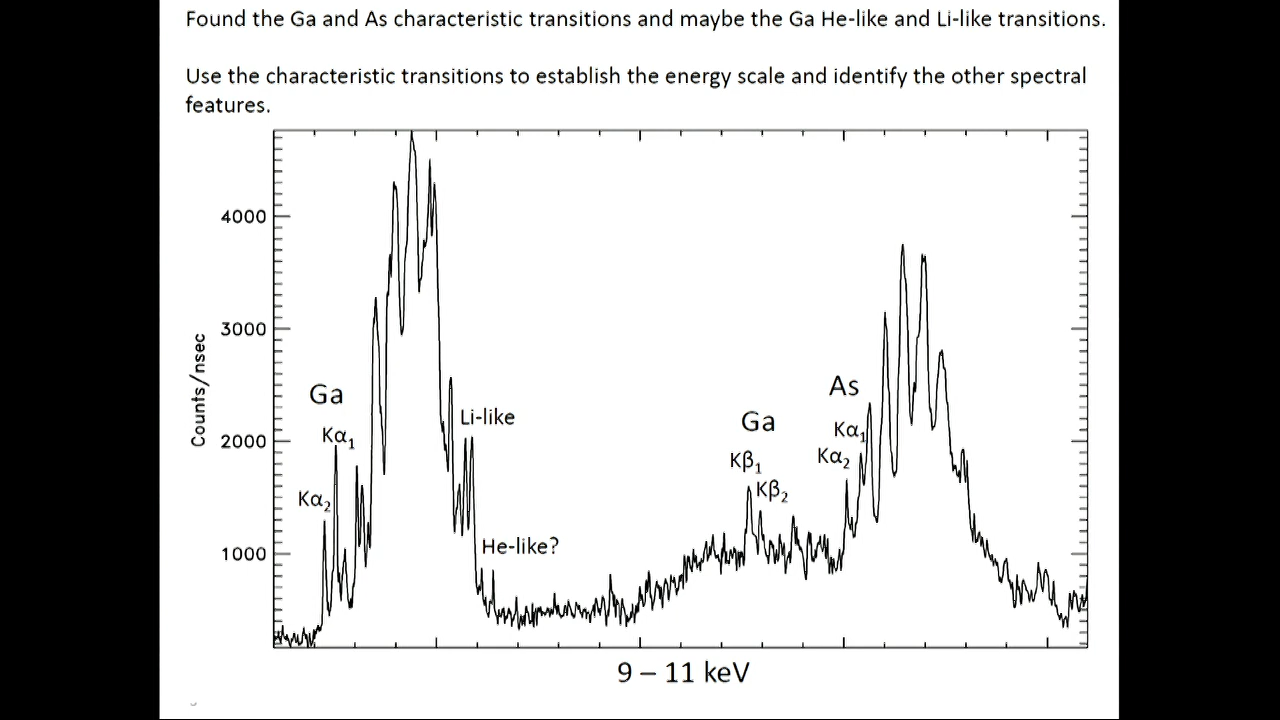 Found the Ga and As characteristic transitions and maybe the Ga He-like and Li-like transitions.
Use the characteristic transitions to establish the energy scale and identify the other spectral
features.
4000
3000
2000
1000
Counts/nsec
Ga
Kα₁
Kα₂
Li-like
He-like?
Ga
Kβ₁
Kβ₂
As
Kα₁
Kα₂
9 – 11 keV